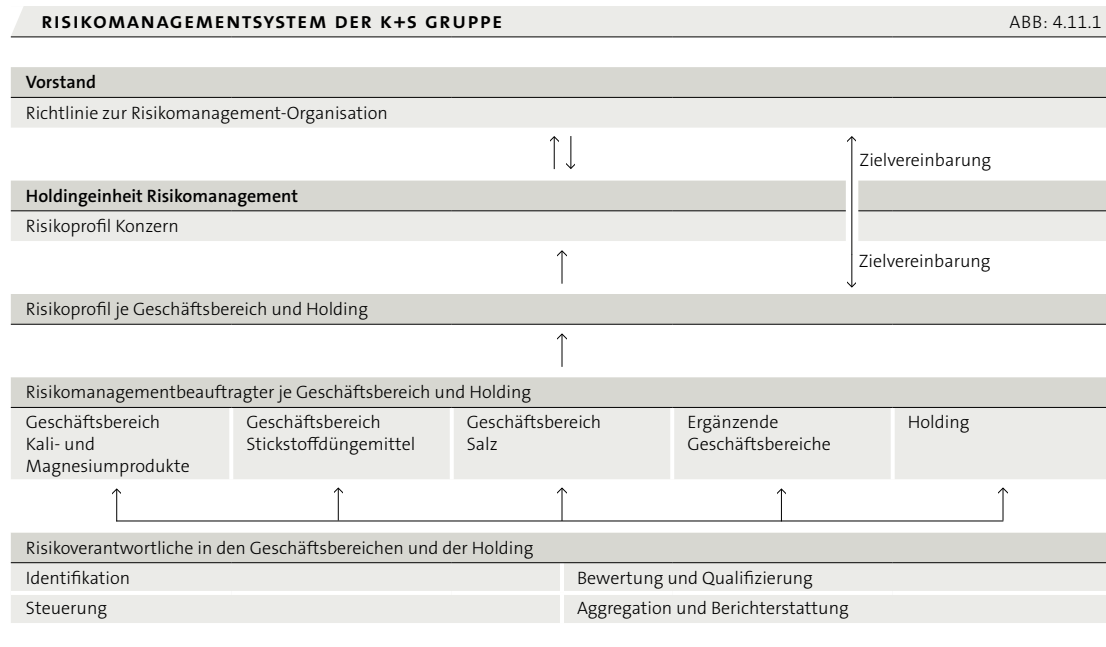 RISIKOMANAGEMENTSYSTEM DER K+S GRUPPE
ABB: 4.11.1
Vorstand
Richtlinie zur Risikomanagement-Organisation
Zielvereinbarung
Holdingeinheit Risikomanagement
Risikoprofil Konzern
Zielvereinbarung
Risikoprofil je Geschäftsbereich und Holding
Risikomanagementbeauftragter je Geschäftsbereich und Holding
Geschäftsbereich
Kali- und
Magnesiumprodukte
Geschäftsbereich
Stickstoffdüngemittel
Geschäftsbereich
Salz
Ergänzende
Geschäftsbereiche
Holding
Risikoverantwortliche in den Geschäftsbereichen und der Holding
Identifikation
Bewertung und Qualifizierung
Steuerung
Aggregation und Berichterstattung